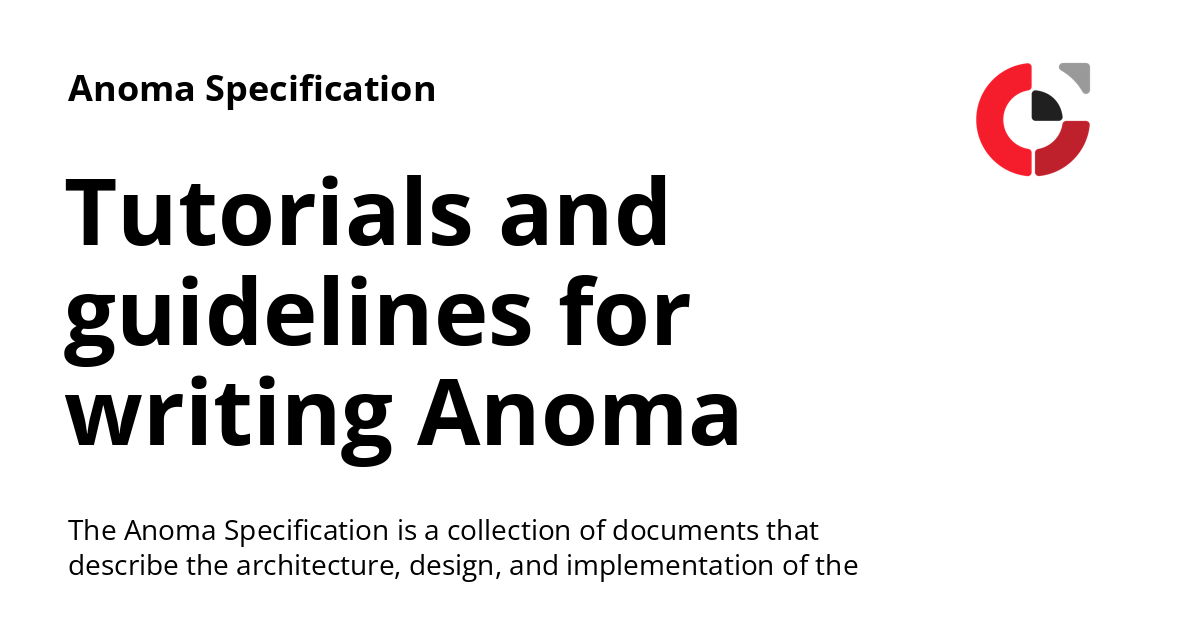 Anoma Specification
Tutorials and
guidelines for
writing Anoma
The Anoma Specification is a collection of documents that
describe the architecture, design, and implementation of the